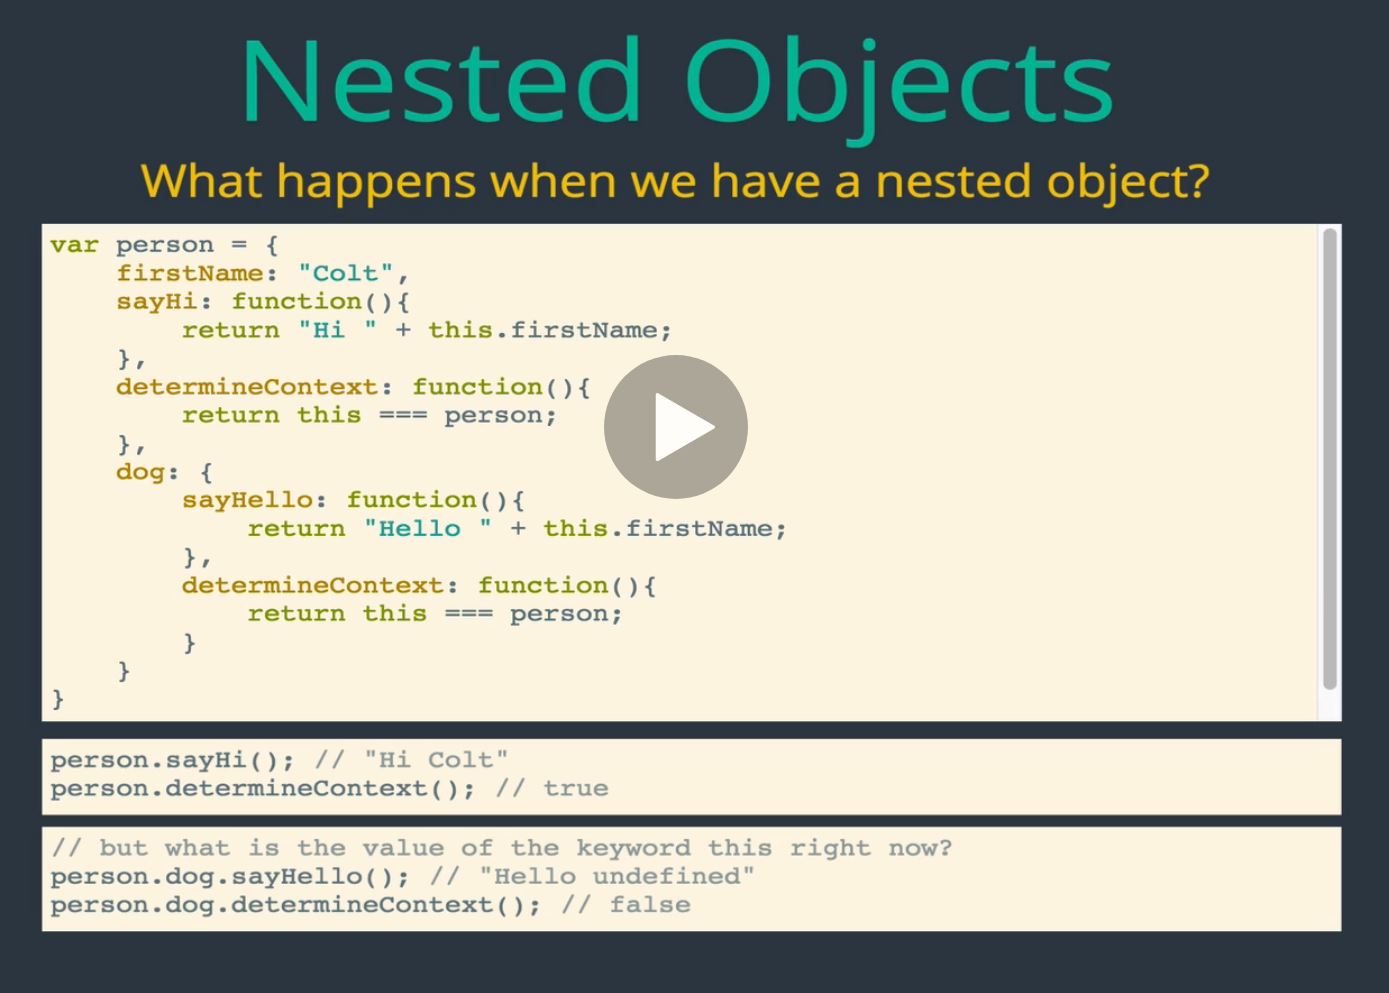 Nested Objects
What happens when we have a nested object?
var person = {
    firstName: "Colt",
    sayHi: function(){
        return "Hi " + this.firstName;
    },
    determineContext: function(){
        return this === person;
    },
    dog: {
        sayHello: function(){
            return "Hello " + this.firstName;
        },
        determineContext: function(){
            return this === person;
        }
    }
}
person.sayHi(); // "Hi Colt"
person.determineContext(); // true
// but what is the value of the keyword this right now?
person.dog.sayHello(); // "Hello undefined"
person.dog.determineContext(); // false